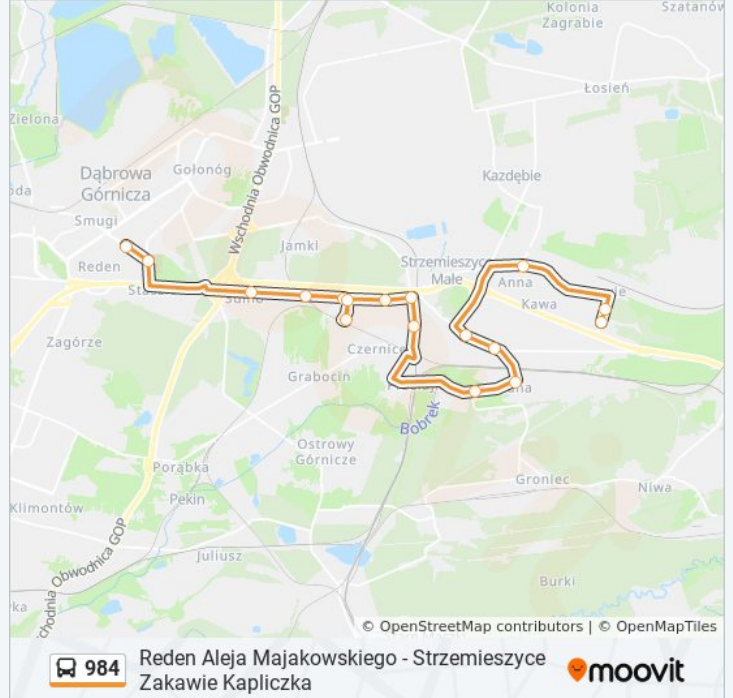 Kolonia
Zagrabie
Szatanów
Łosień
Zielona
Wschodnia Obwodnica GOP
Dąbrowa
Górnicza
Gołonóg
Kazdębie
Smugi
Jamki
Reden
Strzemieszyce
Małe
Anna
Kawa
Zagórze
Czernice
Grabocin
Bobrek
Ostrowy
Górnicze
Porąbka
Groniec
Niwa
Klimontów
Pekin
Juliusz
Wschodnia Obwodnica GOP
Burki
© OpenStreetMap contributors | © OpenMapTiles
984
Reden Aleja Majakowskiego - Strzemieszyce
Zakawie Kapliczka
moovit